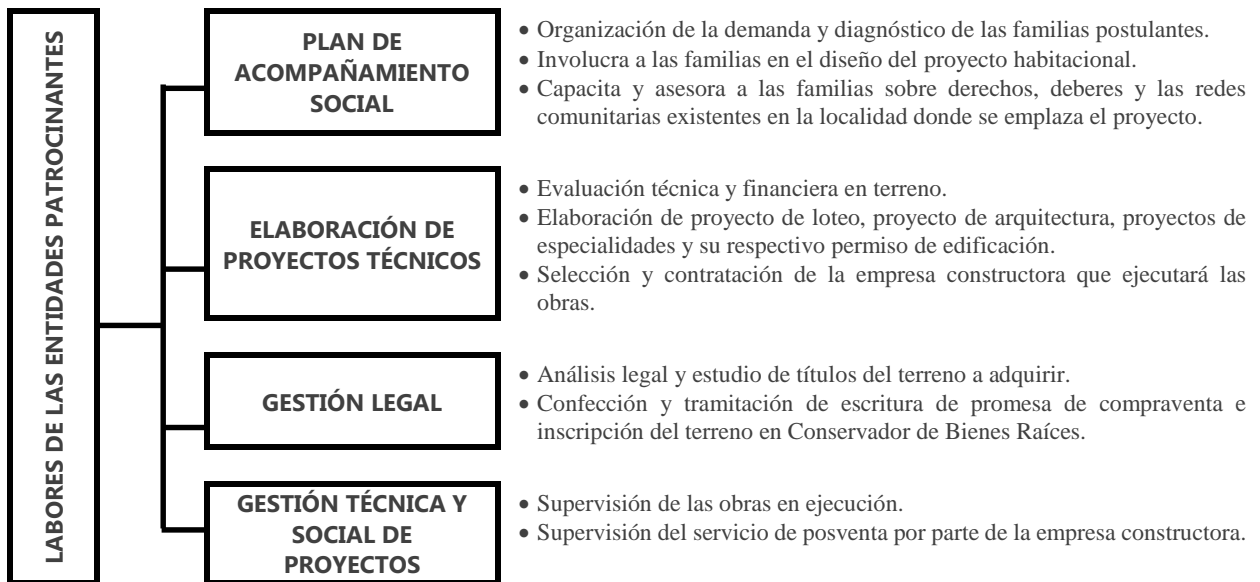 LABORES DE LAS ENTIDADES PATROCINANTES
PLAN DE
ACOMPAÑAMIENTO
SOCIAL
• Organización de la demanda y diagnóstico de las familias postulantes.
• Involucra a las familias en el diseño del proyecto habitacional.
• Capacita y asesora a las familias sobre derechos, deberes y las redes
comunitarias existentes en la localidad donde se emplaza el proyecto.
ELABORACIÓN DE
PROYECTOS TÉCNICOS
• Evaluación técnica y financiera en terreno.
• Elaboración de proyecto de loteo, proyecto de arquitectura, proyectos de
especialidades y su respectivo permiso de edificación.
• Selección y contratación de la empresa constructora que ejecutará las
obras.
GESTIÓN LEGAL
• Análisis legal y estudio de títulos del terreno a adquirir.
• Confección y tramitación de escritura de promesa de compraventa e
inscripción del terreno en Conservador de Bienes Raíces.
GESTIÓN TÉCNICA Y
SOCIAL DE
PROYECTOS
• Supervisión de las obras en ejecución.
• Supervisión del servicio de posventa por parte de la empresa constructora.